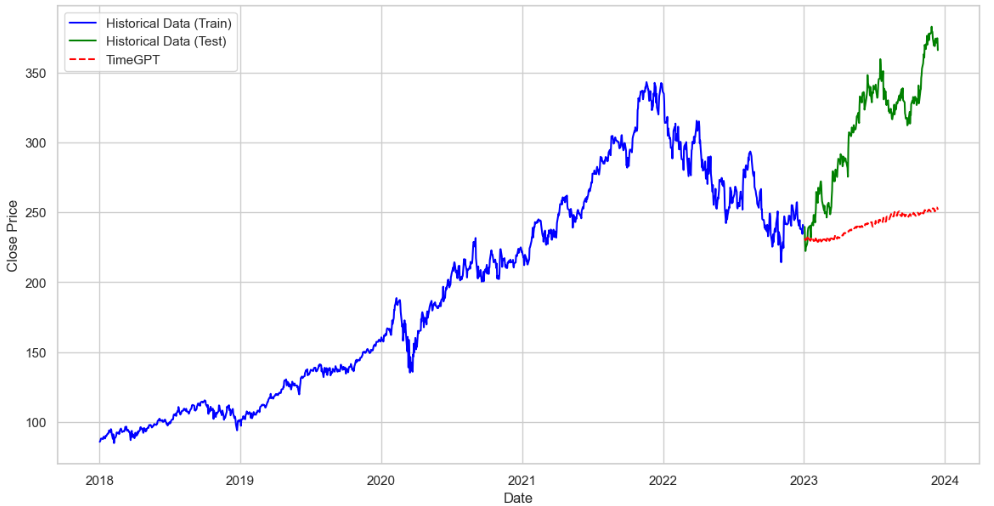 Historical Data (Train)
Historical Data (Test)
TimeGPT
Close Price
350
300
250
200
150
100
2018
2019
2020
2021
2022
2023
2024
Date